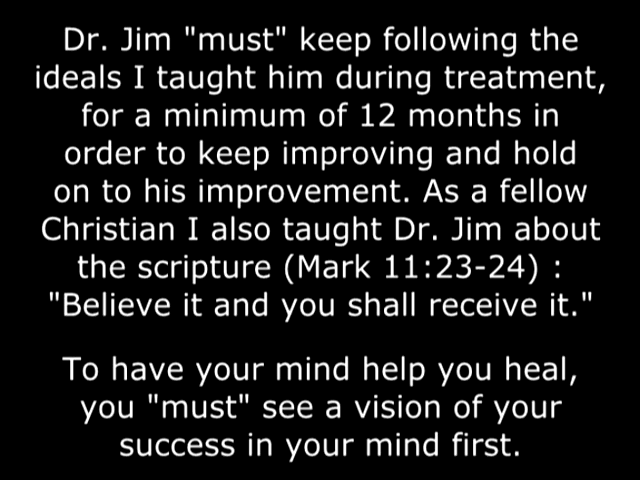 Dr. Jim "must" keep following the
ideals I taught him during treatment,
for a minimum of 12 months in
order to keep improving and hold
on to his improvement. As a fellow
Christian I also taught Dr. Jim about
the scripture (Mark 11:23-24) :
"Believe it and you shall receive it."
To have your mind help you heal,
you "must" see a vision of your
success in your mind first.